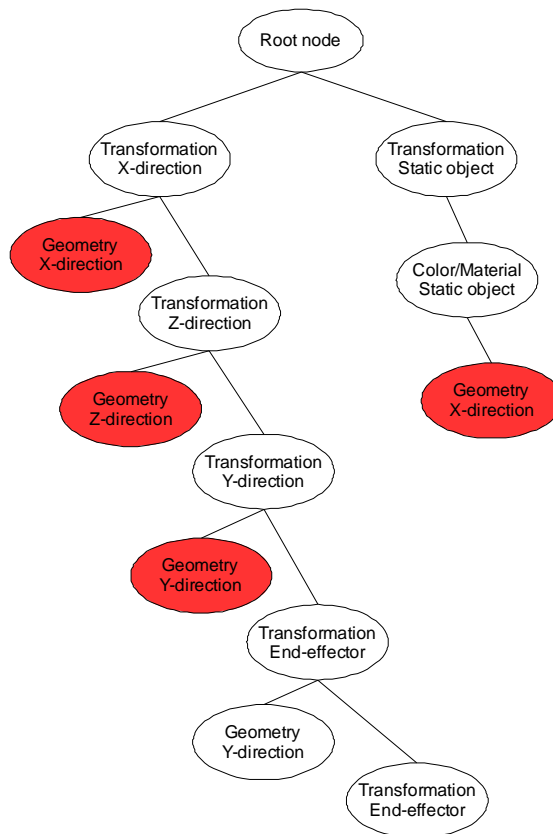 Root node
Transformation
X-direction
Transformation
Static object
Geometry
X-direction
Color/Material
Static object
Transformation
Z-direction
Geometry
Z-direction
Geometry
X-direction
Transformation
Y-direction
Geometry
Y-direction
Transformation
End-effector
Geometry
Y-direction
Transformation
End-effector